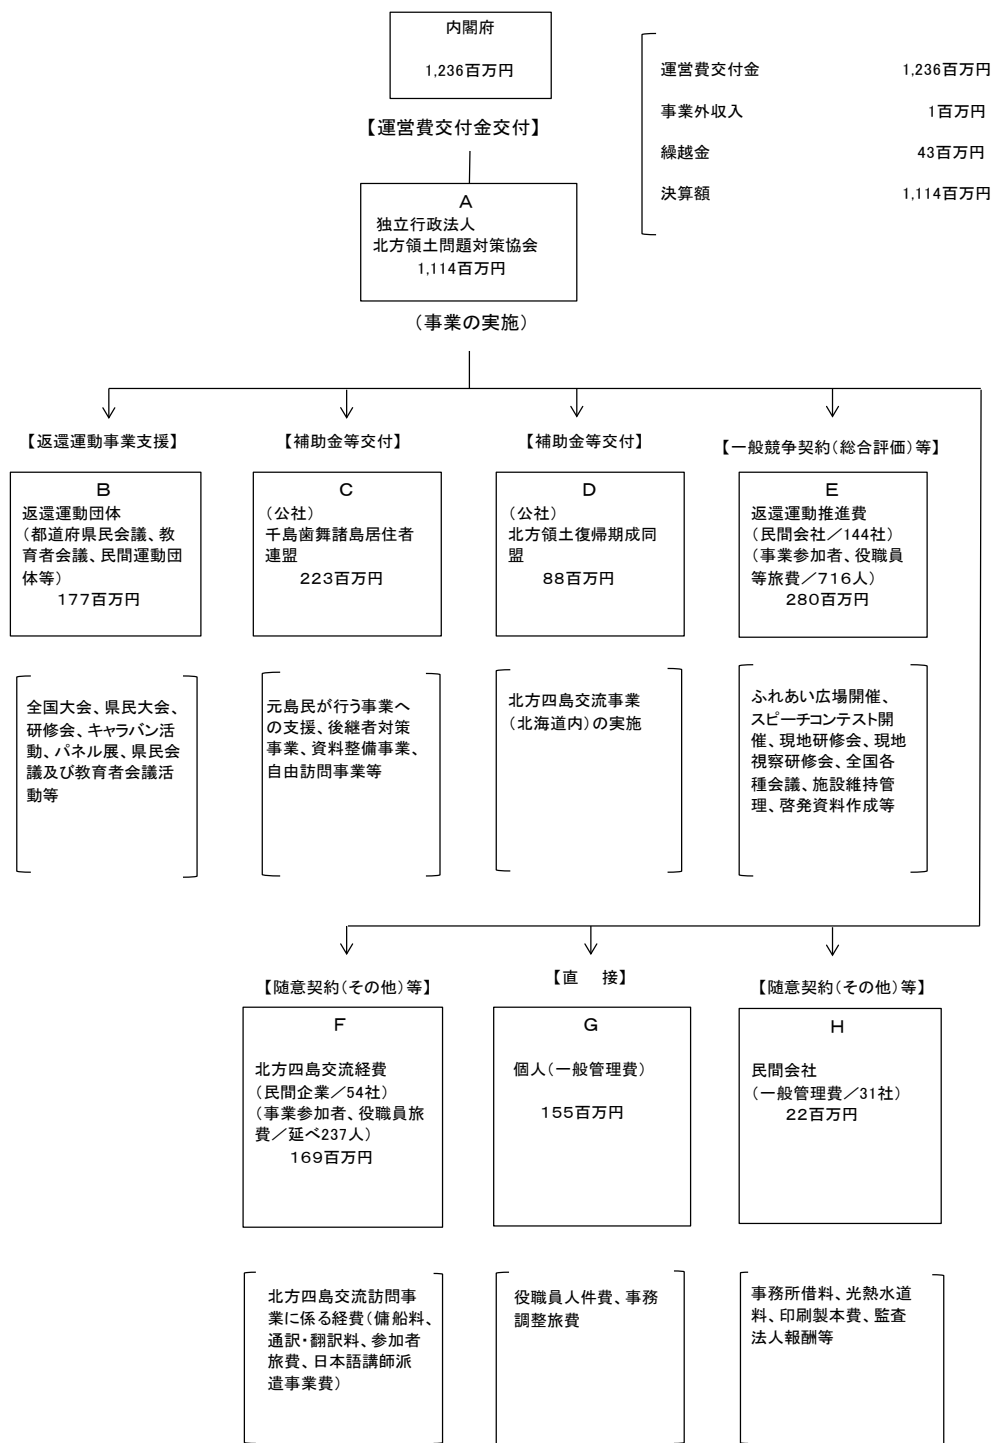 内閣府
1,236百万円
運営費交付金 1,236百万円
事業外収入 1百万円
繰越金 43百万円
決算額 1,114百万円
【運営費交付金交付】
A
独立行政法人
北方領土問題対策協会
1,114百万円
(事業の実施)
【返還運動事業支援】
B
返還運動団体
(都道府県民会議、教
育者会議、民間運動団
体等)
177百万円
全国大会、県民大会、
研修会、キャラバン活
動、パネル展、県民会
議及び教育者会議活
動等
【補助金等交付】
C
(公社)
千島歯舞諸島居住者
連盟
223百万円
元島民が行う事業へ
の支援、後継者対策
事業、資料整備事業、
自由訪問事業等
【補助金等交付】
D
(公社)
北方領土復帰期成同
盟
88百万円
北方四島交流事業
(北海道内)の実施
【一般競争契約(総合評価)等】
E
返還運動推進費
(民間会社/144社)
(事業参加者、役職員
等旅費/716人)
280百万円
ふれあい広場開催、
スピーチコンテスト開
催、現地研修会、現地
視察研修会、全国各
種会議、施設維持管
理、啓発資料作成等
【随意契約(その他)等】
F
北方四島交流経費
(民間企業/54社)
(事業参加者、役職員旅
費/延べ237人)
169百万円
北方四島交流訪問事
業に係る経費(傭船料、
通訳・翻訳料、参加者
旅費、日本語講師派
遣事業費)
【直 接】
G
個人(一般管理費)
155百万円
役職員人件費、事務
調整旅費
【随意契約(その他)等】
H
民間会社
(一般管理費/31社)
22百万円
事務所借料、光熱水道
料、印刷製本費、監査
法人報酬等